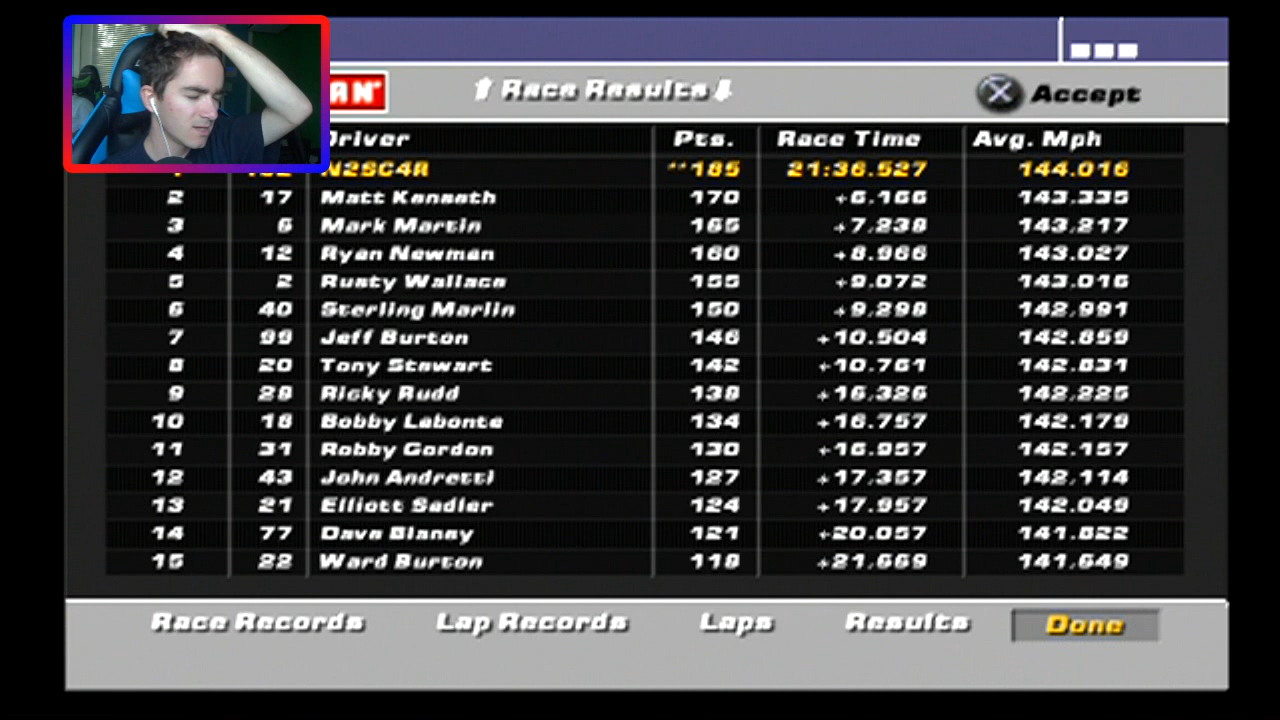 AN
Race Results
Accept
Driver Pts. Race Time Avg. Mph
N2SC4R **185 21:36.527 144.016
2 17 Matt Kenseth 170 +6.166 143.335
3 6 Mark Martin 165 +7.238 143.217
4 12 Ryan Newman 160 +8.966 143.027
5 2 Rusty Wallace 155 +9.072 143.016
6 40 Sterling Marlin 150 +9.298 142.991
7 99 Jeff Burton 146 +10.504 142.859
8 20 Tony Stewart 142 +10.761 142.831
9 28 Ricky Rudd 138 +16.326 142.225
10 18 Bobby Labonte 134 +16.757 142.179
11 31 Robby Gordon 130 +16.957 142.157
12 43 John Andretti 127 +17.357 142.114
13 21 Elliott Sadler 124 +17.957 142.049
14 77 Dave Blaney 121 +20.057 141.822
15 22 Ward Burton 118 +21.669 141.649
Race Records Lap Records Laps Results Done